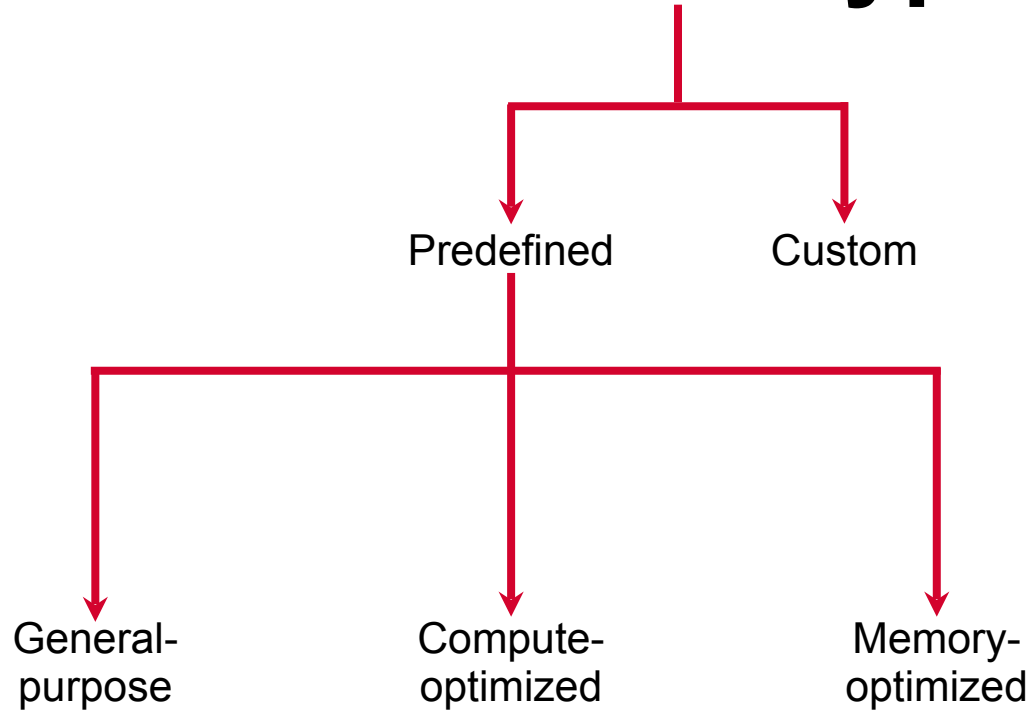 Predefined
Custom
General-
purpose
Compute-
optimized
Memory-
optimized